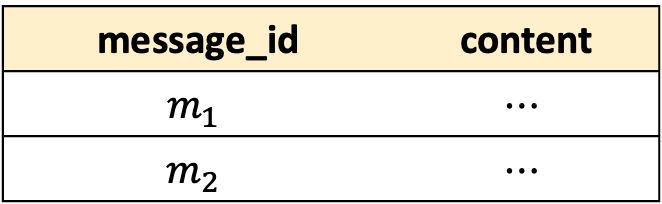 message_id content
m₁ ⋯
m₂ ⋯